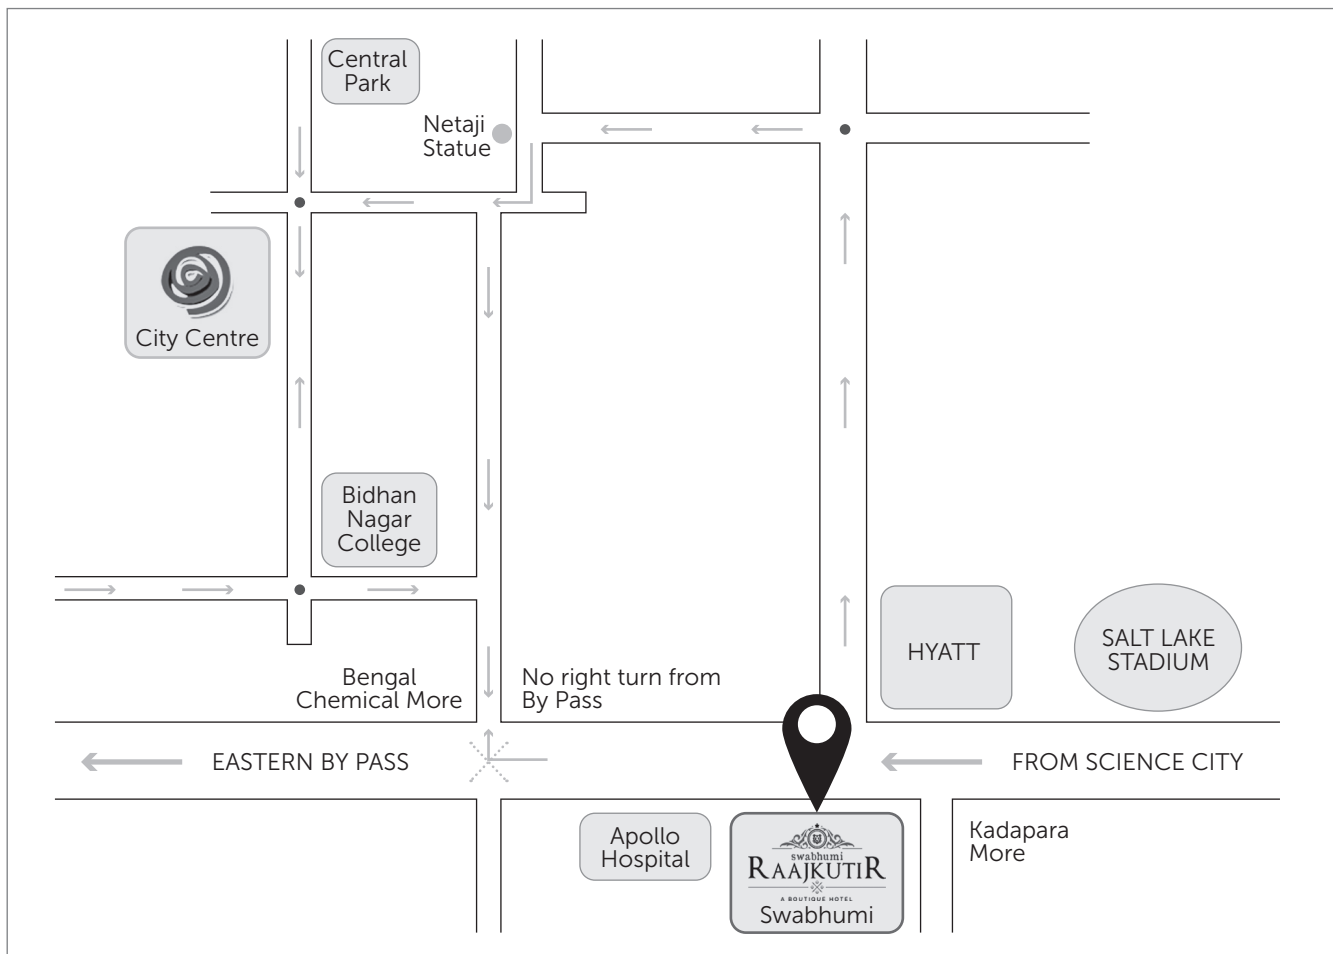 Central
Park
Netaji
Statue
City Centre
Bidhan
Nagar
College
HYATT
SALT LAKE
STADIUM
Bengal
Chemical More
No right turn from
By Pass
EASTERN BY PASS
FROM SCIENCE CITY
Apollo
Hospital
swabhumi
RAAJKUTIR
A BOUTIQUE HOTEL
Swabhumi
Kadapara
More